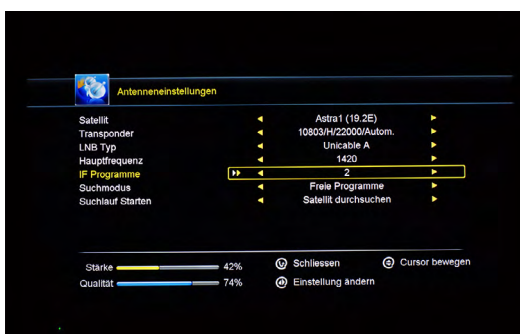 Antenneneinstellungen
Satellit Astra1 (19.2E)
Transponder 10803/H/22000/Autom.
LNB Typ Unicable A
Hauptfrequenz 1420
IF Programme 2
Suchmodus Freie Programme
Suchlauf Starten Satellit durchsuchen
Stärke 42% Schliessen Cursor bewegen
Qualität 74% Einstellung ändern